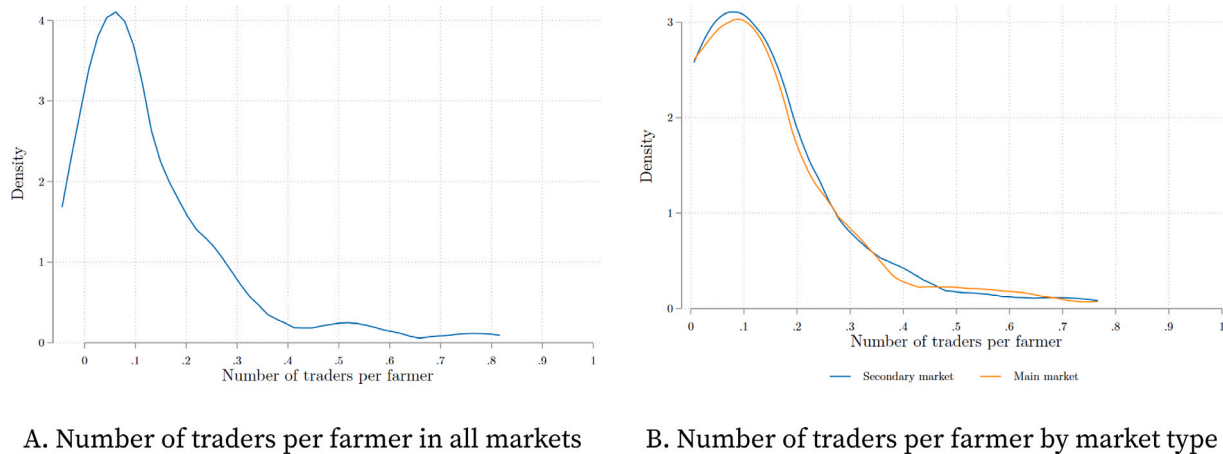 4
3
2
1
0
Density
0 .1 .2 .3 .4 .5 .6 .7 .8 .9 1
Number of traders per farmer
A. Number of traders per farmer in all markets
3
2
1
0
Density
0 .1 .2 .3 .4 .5 .6 .7 .8 .9 1
Number of traders per farmer
Secondary market Main market
B. Number of traders per farmer by market type